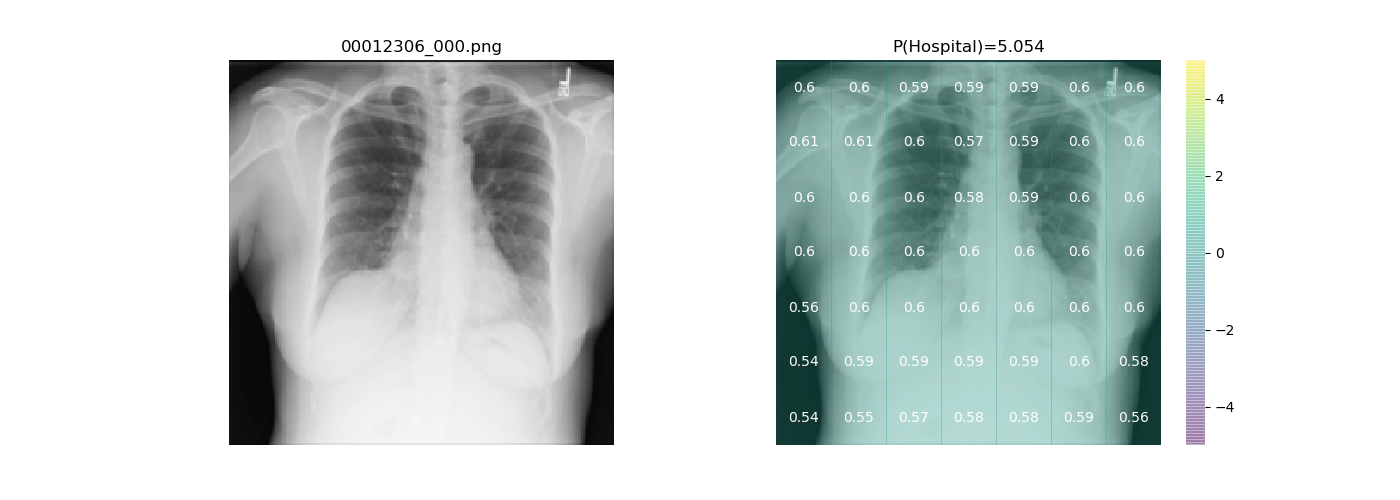 00012306_000.png
P(Hospital)=5.054
L
0.6 0.6 0.59 0.59 0.59 0.6 0.6
0.61 0.61 0.6 0.57 0.59 0.6 0.6
0.6 0.6 0.6 0.58 0.59 0.6 0.6
0.6 0.6 0.6 0.6 0.6 0.6 0.6
0.56 0.6 0.6 0.6 0.6 0.6 0.6
0.54 0.59 0.59 0.59 0.59 0.6 0.58
0.54 0.55 0.57 0.58 0.58 0.59 0.56
4
2
0
−2
−4